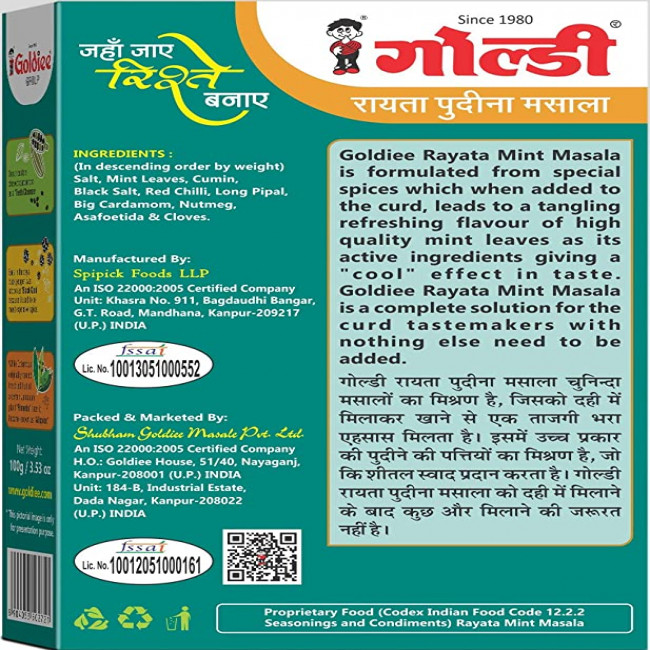 Goldiee
जहाँ जाए
रिश्ते
बनाए
Since 1980
गोल्डी
रायता पुदीना मसाला
INGREDIENTS :
(In descending order by weight)
Salt, Mint Leaves, Cumin,
Black Salt, Red Chilli, Long Pipal,
Big Cardamom, Nutmeg,
Asafoetida & Cloves.
Manufactured By:
Spipick Foods LLP
An ISO 22000:2005 Certified Company
Unit: Khasra No. 911, Bagdaudhi Bangar,
G.T. Road, Mandhana, Kanpur-209217
(U.P.) INDIA
fssai
Lic. No. 10013051000552
Packed & Marketed By:
Shubham Goldiee Masale Pvt. Ltd.
An ISO 22000:2005 Certified Company
H.O.: Goldiee House, 51/40, Nayaganj,
Kanpur-208001 (U.P.) INDIA
Unit: 184-B, Industrial Estate,
Dada Nagar, Kanpur-208022
(U.P.) INDIA
fssai
Lic. No. 10012051000161
Goldiee Rayata Mint Masala
is formulated from special
spices which when added to
the curd, leads to a tangling
refreshing flavour of high
quality mint leaves as its
active ingredients giving a
"cool" effect in taste.
Goldiee Rayata Mint Masala
is a complete solution for the
curd tastemakers with
nothing else need to be
added.
गोल्डी रायता पुदीना मसाला चुनिन्दा
मसालों का मिश्रण है, जिसको दही में
मिलाकर खाने से एक ताजगी भरा
एहसास मिलता है। इसमें उच्च प्रकार
की पुदीने की पत्तियों का मिश्रण है, जो
कि शीतल स्वाद प्रदान करता है। गोल्डी
रायता पुदीना मसाला को दही में मिलाने
के बाद कुछ और मिलाने की जरूरत
नहीं है।
Proprietary Food (Codex Indian Food Code 12.2.2
Seasonings and Condiments) Rayata Mint Masala
Net Weight
100g / 3.53 oz
www.goldiee.com
*This pictorial image is only
for presentation purpose.